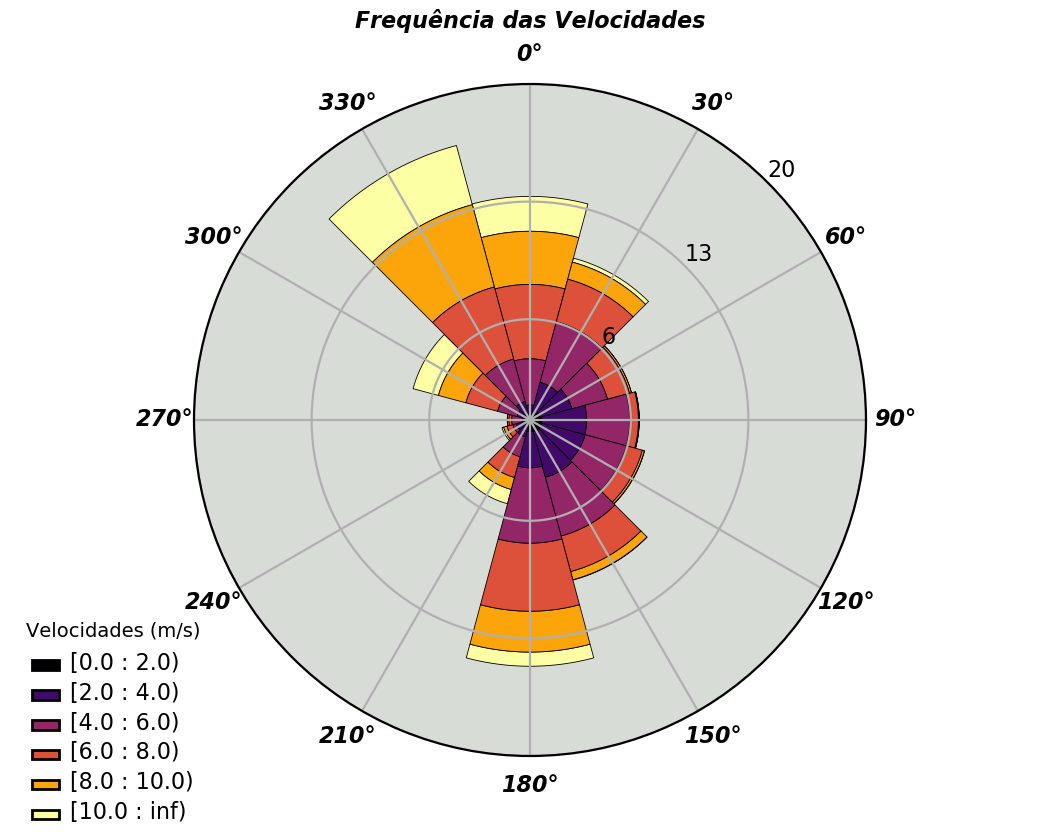 Frequência das Velocidades
0°
330°
30°
20
300°
60°
13
6
270°
90°
240°
120°
210°
150°
180°
Velocidades (m/s)
[0.0 : 2.0)
[2.0 : 4.0)
[4.0 : 6.0)
[6.0 : 8.0)
[8.0 : 10.0)
[10.0 : inf)